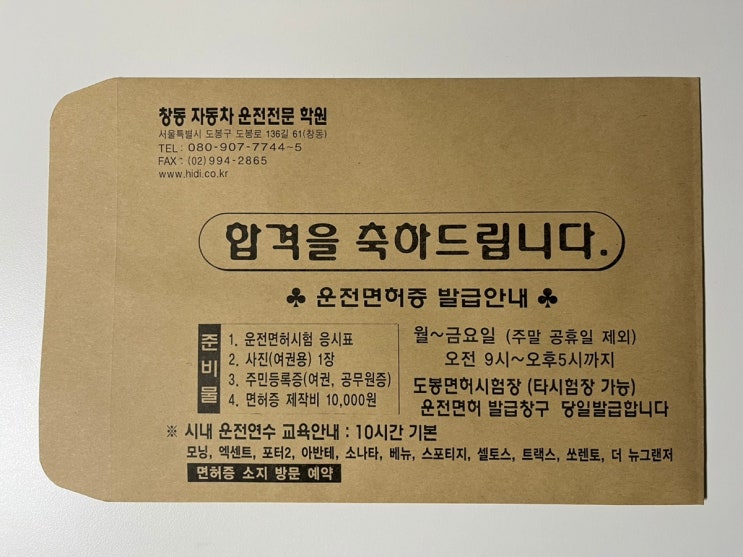 창동 자동차 운전전문 학원
서울특별시 도봉구 도봉로 136길 61(창동)
TEL : 080-907-7744~5
FAX : (02)994-2865
www.hidi.co.kr
합격을 축하드립니다.
♣ 운전면허증 발급안내 ♣
준비물
1. 운전면허시험 응시표
2. 사진(여권용) 1장
3. 주민등록증(여권, 공무원증)
4. 면허증 제작비 10,000원
월~금요일 (주말 공휴일 제외)
오전 9시~오후5시까지
도봉면허시험장 (타시험장 가능)
운전면허 발급창구 당일발급합니다
※ 시내 운전연수 교육안내 : 10시간 기본
모닝, 엑센트, 포터2, 아반테, 소나타, 베뉴, 스포티지, 셀토스, 트랙스, 쏘렌토, 더 뉴그랜저
면허증 소지 방문 예약